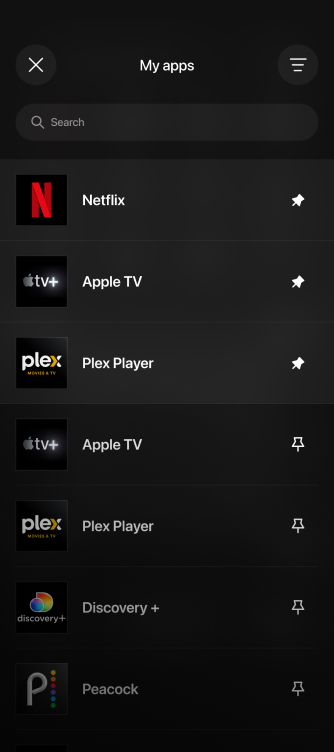 My apps
Search
N
Netflix
tv+
Apple TV
plex
MOVIES & TV
Plex Player
tv+
Apple TV
plex
MOVIES & TV
Plex Player
discovery+
Discovery +
P
Peacock